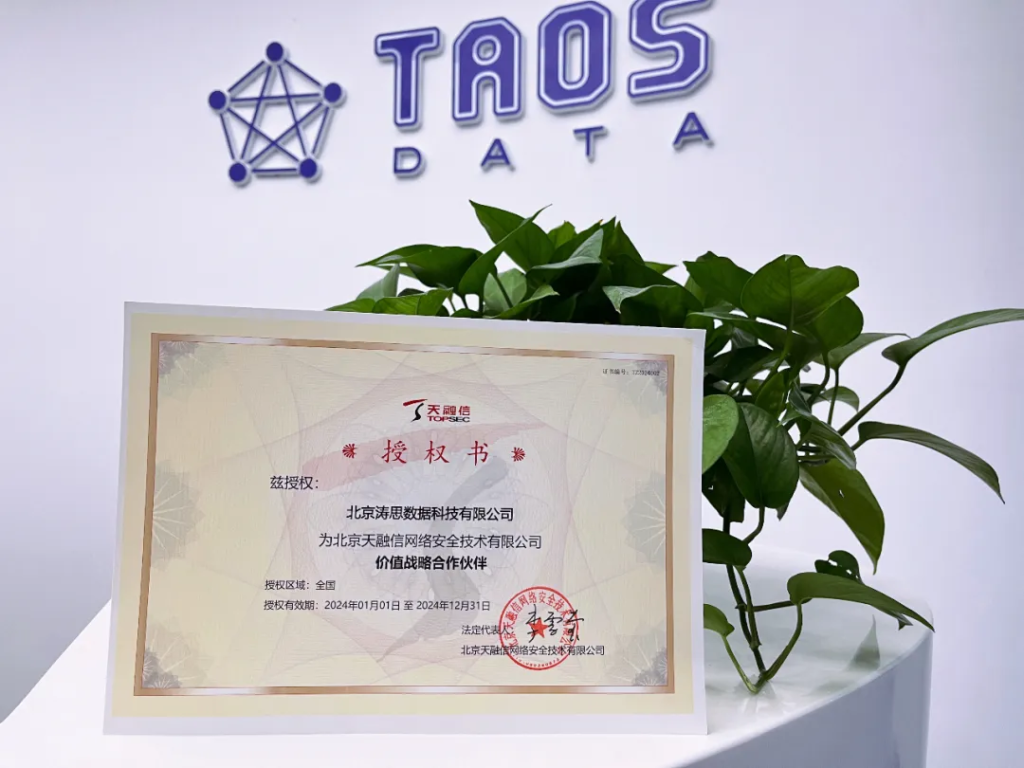 TAOS
DATA
证书编号：
天融信
TOPSEC
授权书
兹授权：
北京涛思数据科技有限公司
为北京天融信网络安全技术有限公司
价值战略合作伙伴
授权区域：全国
授权有效期：2024年01月01日 至 2024年12月31日
法定代表人
北京天融信网络安全技术有限公司